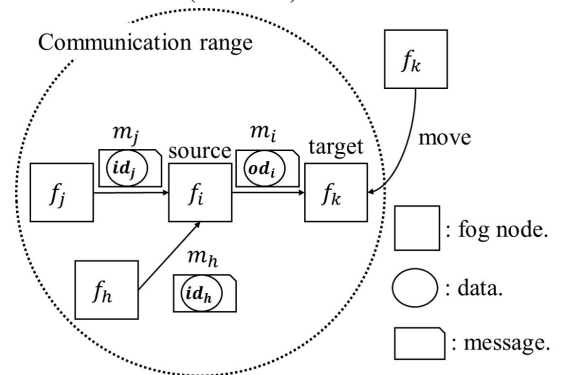 Communication range
f_k
move
m_j source m_i target
id_j od_i
f_j f_i f_k
m_h
f_h id_h
: fog node.
: data.
: message.